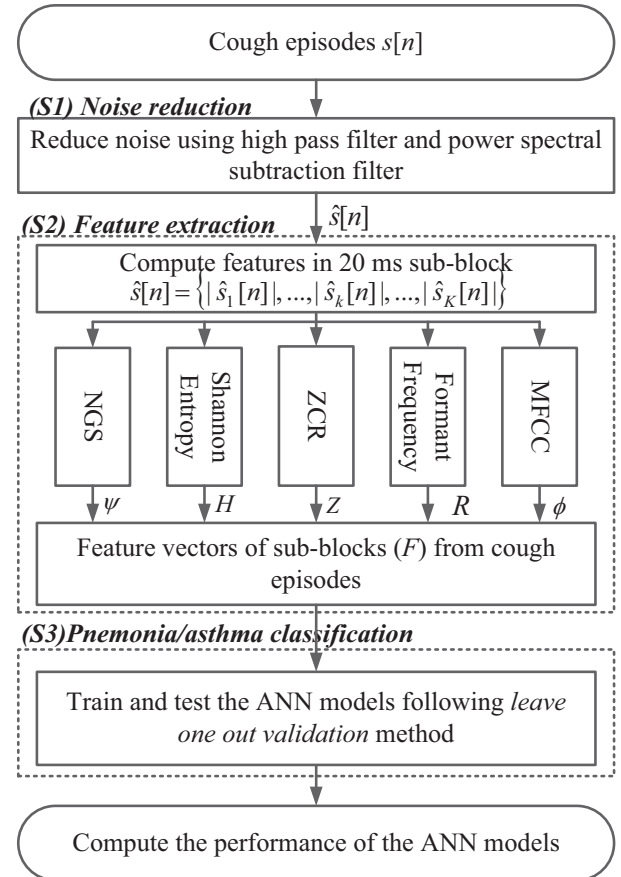 Cough episodes s[n]
(S1) Noise reduction
Reduce noise using high pass filter and power spectral
subtraction filter
ŝ[n]
(S2) Feature extraction
Compute features in 20 ms sub-block
ŝ[n] = {| ŝ₁[n]|,...,| ŝₖ[n]|,...,| ŝ_K[n]|}
NGS
Shannon
Entropy
ZCR
Formant
Frequency
MFCC
ψ
H
Z
R
ϕ
Feature vectors of sub-blocks (F) from cough
episodes
(S3)Pnemonia/asthma classification
Train and test the ANN models following leave
one out validation method
Compute the performance of the ANN models